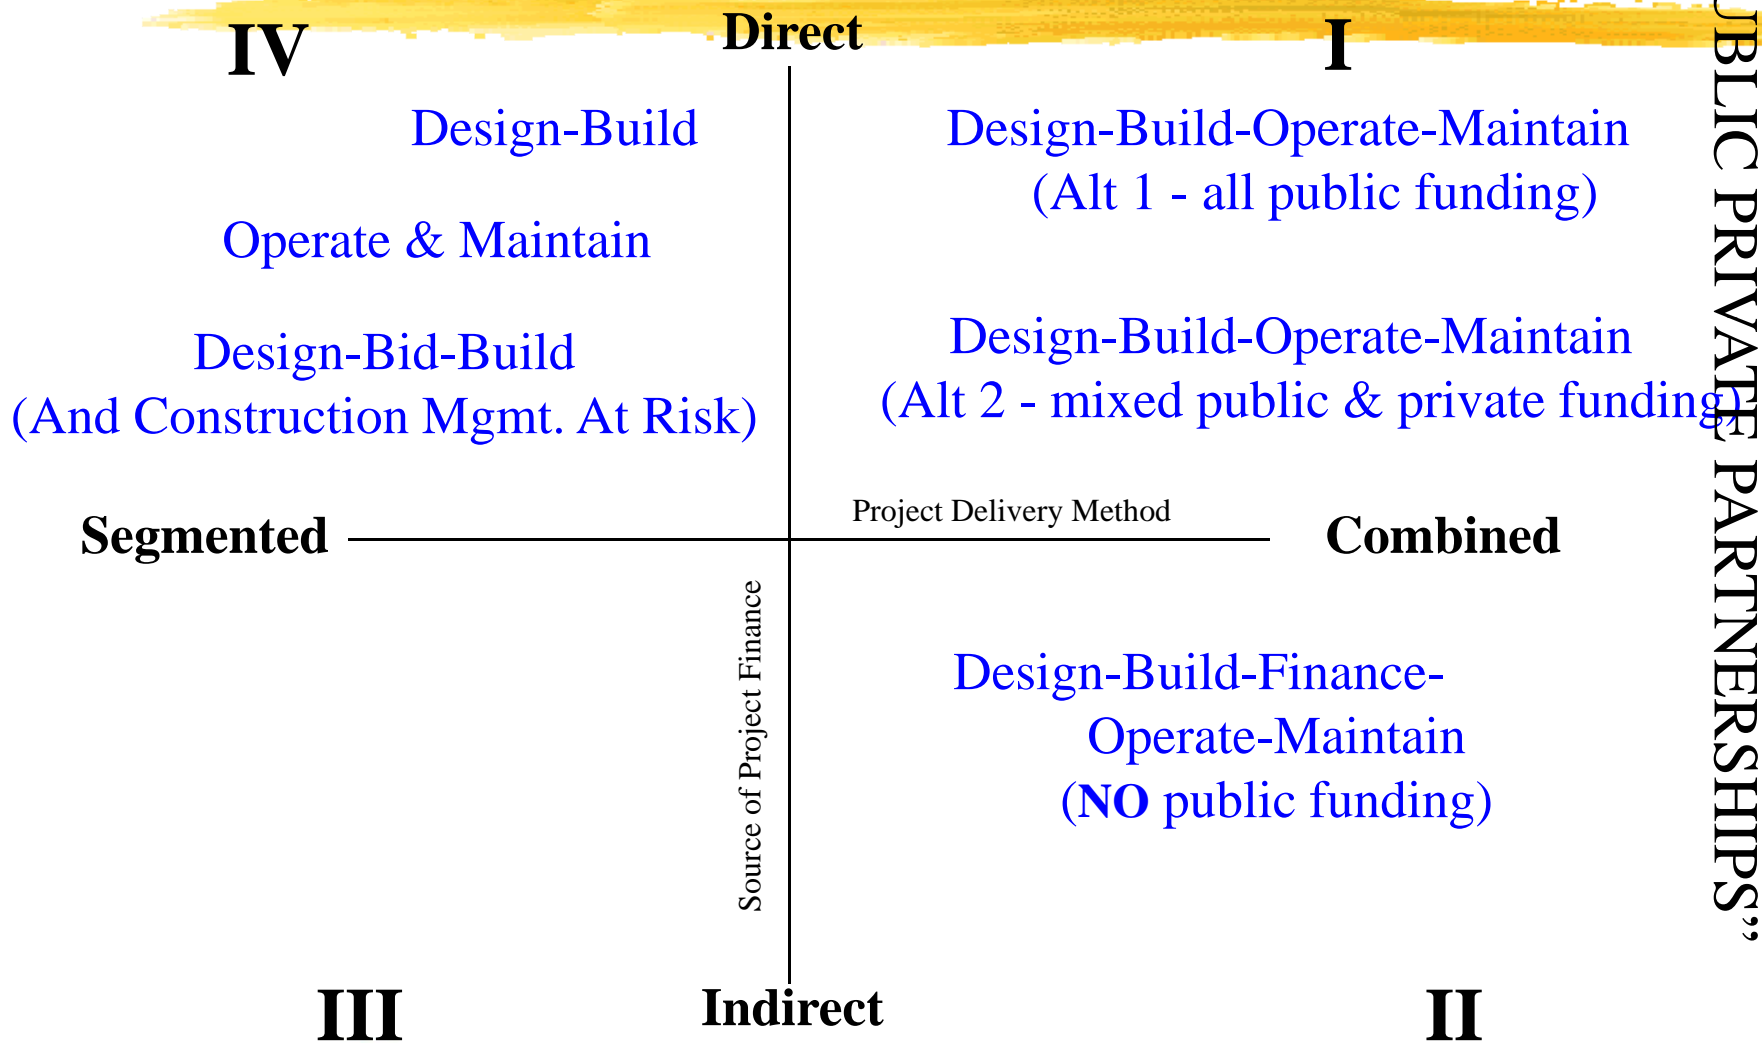 IV
Direct
I
Design-Build
Operate & Maintain
Design-Bid-Build
(And Construction Mgmt. At Risk)
Design-Build-Operate-Maintain
(Alt 1 - all public funding)
Design-Build-Operate-Maintain
(Alt 2 - mixed public & private funding)
Segmented
Project Delivery Method
Combined
Source of Project Finance
Design-Build-Finance-
Operate-Maintain
(NO public funding)
III
Indirect
II
UBLIC PRIVATE PARTNERSHIPS”